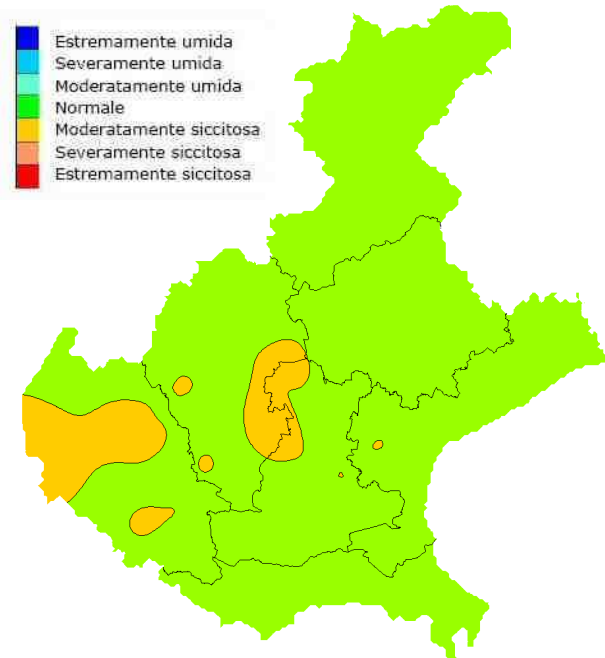 Estremamente umida
Severamente umida
Moderatamente umida
Normale
Moderatamente siccitosa
Severamente siccitosa
Estremamente siccitosa